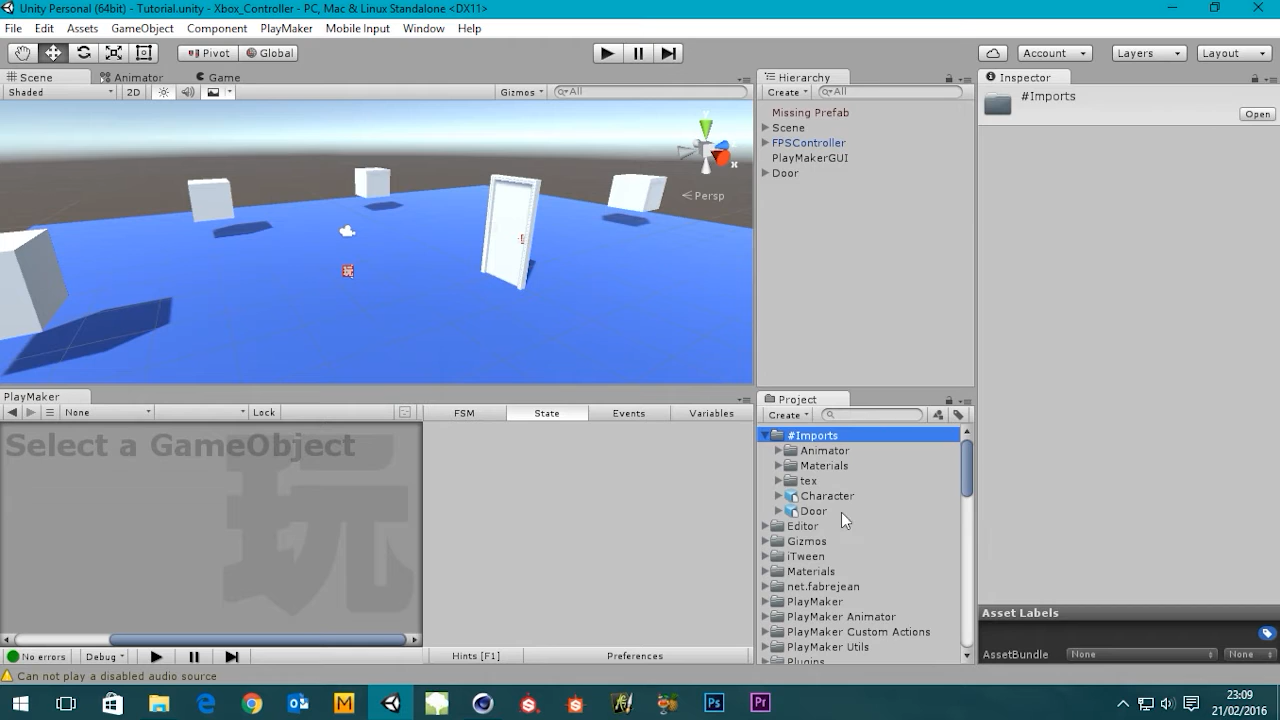 Unity Personal (64bit) - Tutorial.unity - Xbox_Controller - PC, Mac & Linux Standalone <DX11>
File Edit Assets GameObject Component PlayMaker Mobile Input Window Help
Pivot Global Account Layers Layout
Scene Animator Game
Shaded 2D Gizmos All
Persp
Hierarchy
Create All
Missing Prefab
Scene
FPSController
PlayMakerGUI
Door
Inspector
#Imports
Open
PlayMaker
None Lock FSM State Events Variables
Select a GameObject
玩
Project
Create
#Imports
Animator
Materials
tex
Character
Door
Editor
Gizmos
iTween
Materials
net.fabrejean
PlayMaker
PlayMaker Animator
PlayMaker Custom Actions
PlayMaker Utils
Plugins
Asset Labels
AssetBundle None None
No errors Debug Hints [F1] Preferences
Can not play a disabled audio source
M Ps Pr
23:09
21/02/2016